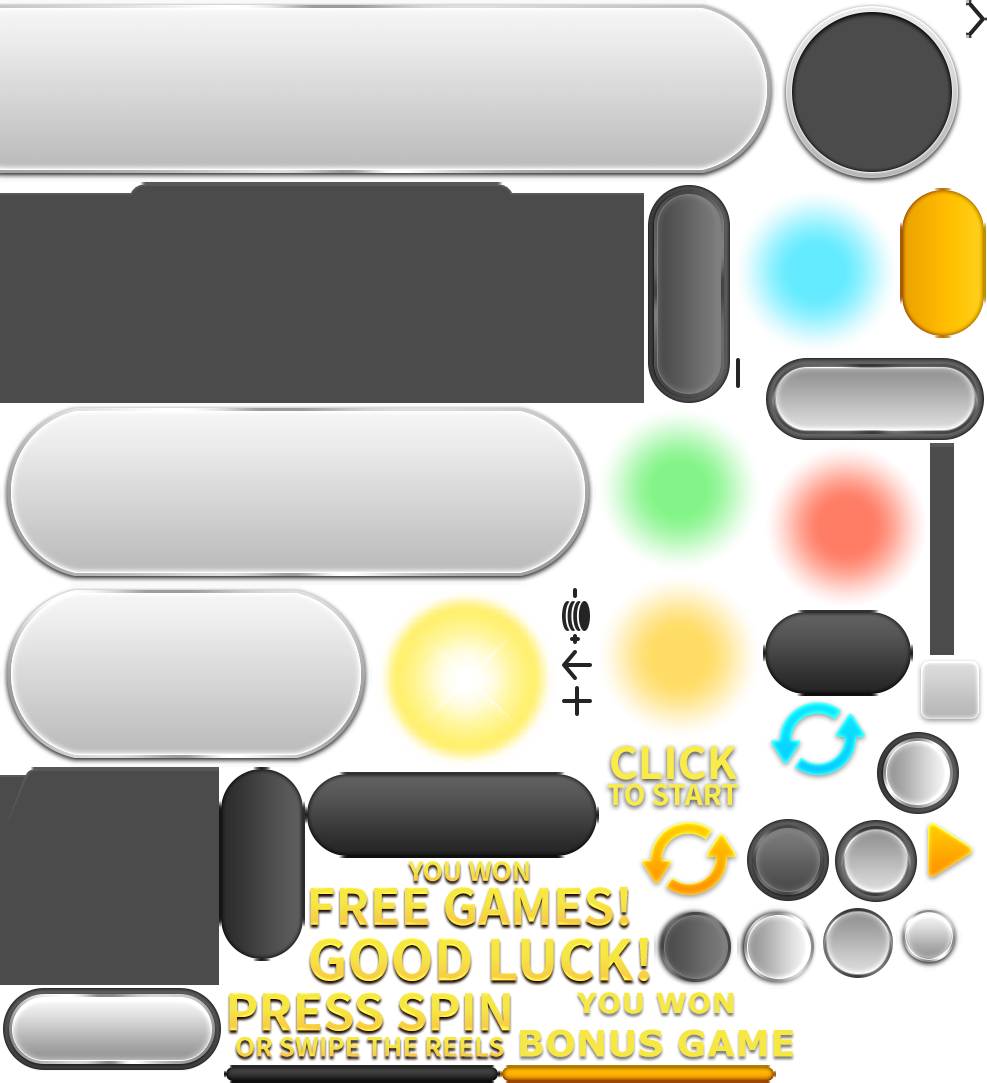 CLICK
TO START
YOU WON
FREE GAMES!
GOOD LUCK!
PRESS SPIN
OR SWIPE THE REELS
YOU WON
BONUS GAME